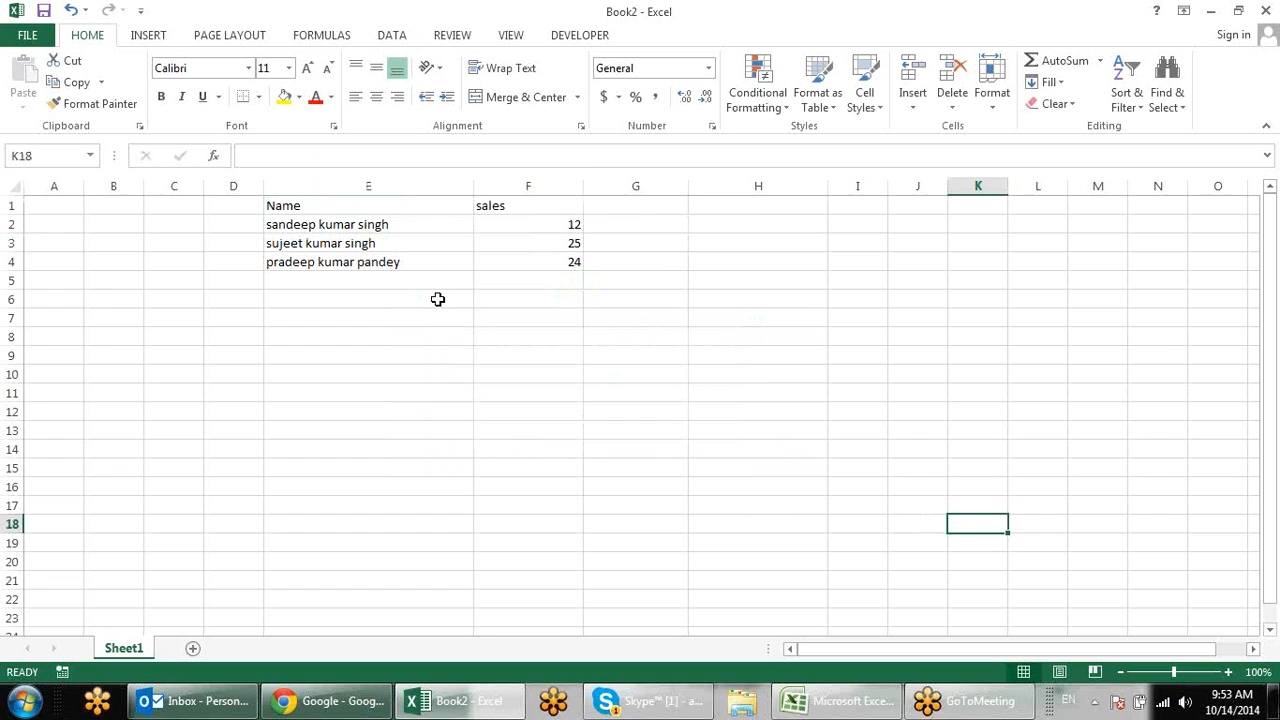 Book2 - Excel
?
FILE HOME INSERT PAGE LAYOUT FORMULAS DATA REVIEW VIEW DEVELOPER Sign in
Paste
Cut
Copy
Format Painter
Clipboard
Calibri 11
B I U
Font
Wrap Text
Merge & Center
Alignment
General
$ % ,
Number
Conditional Formatting
Format as Table
Cell Styles
Styles
Insert Delete Format
Cells
AutoSum
Fill
Clear
Sort & Filter
Find & Select
Editing
K18 fx
A B C D E F G H I J K L M N O
1 Name sales
2 sandeep kumar singh 12
3 sujeet kumar singh 25
4 pradeep kumar pandey 24
5
6
7
8
9
10
11
12
13
14
15
16
17
18
19
20
21
22
23
Sheet1
READY 100%
Inbox - Person... Google - Goog... Book2 - Excel Skype™ [1] - a... Microsoft Exce... GoToMeeting EN
9:53 AM
10/14/2014